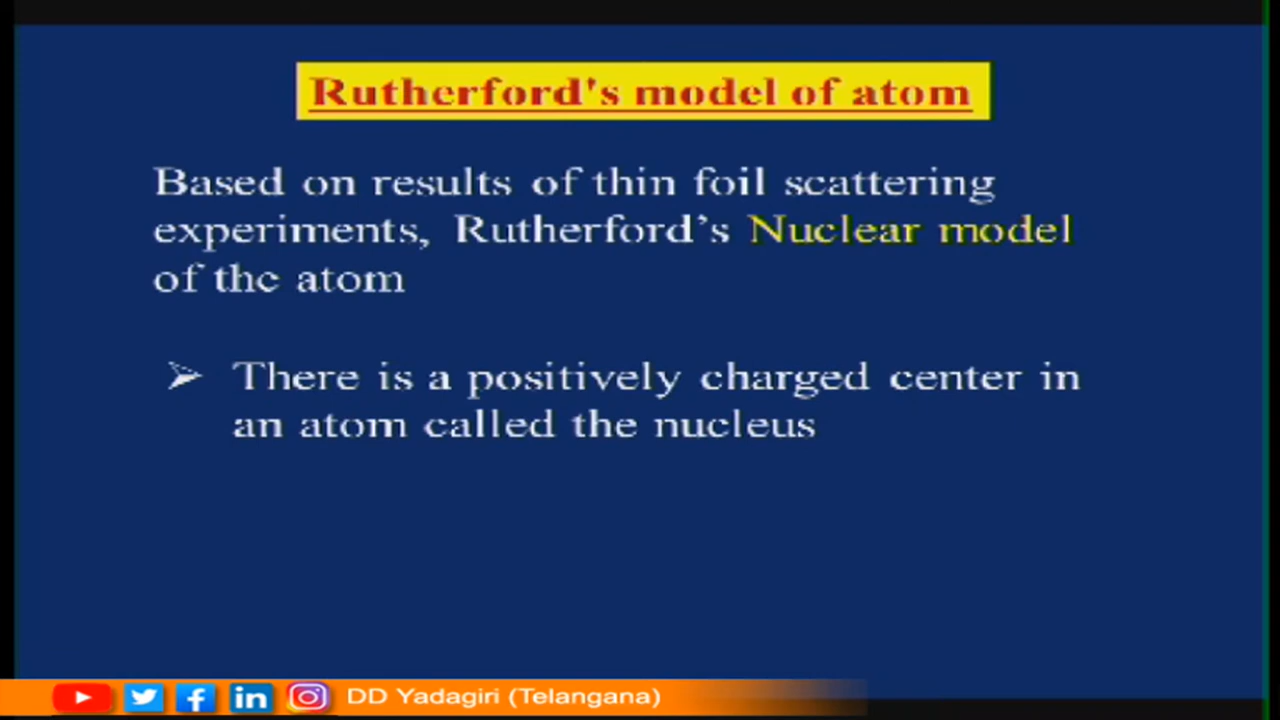 Rutherford's model of atom
Based on results of thin foil scattering
experiments, Rutherford's Nuclear model
of the atom
There is a positively charged center in
an atom called the nucleus
DD Yadagiri (Telangana)